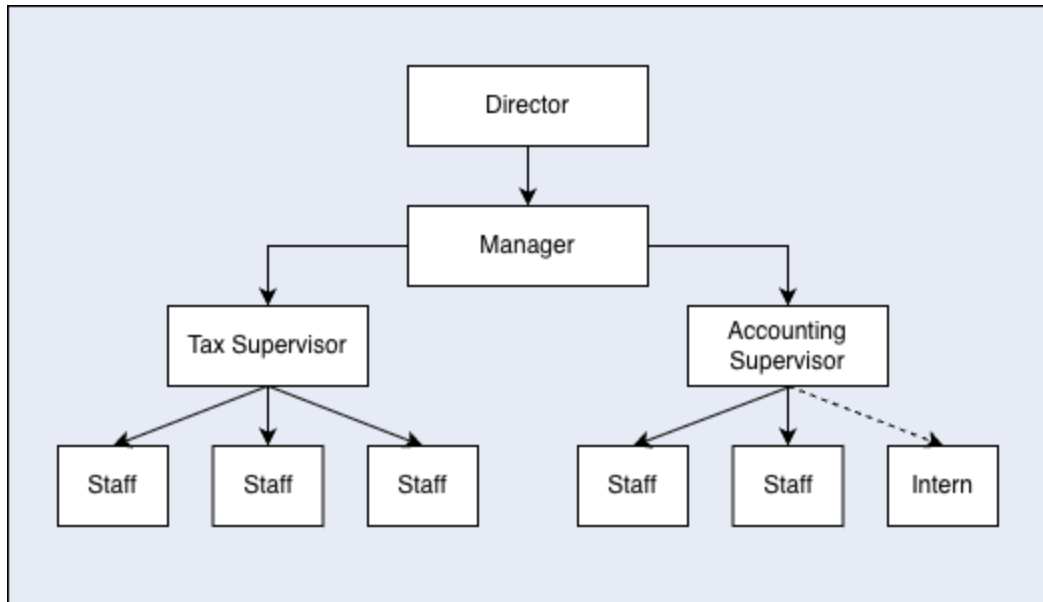 Director
Manager
Tax Supervisor
Accounting
Supervisor
Staff
Staff
Staff
Staff
Staff
Intern